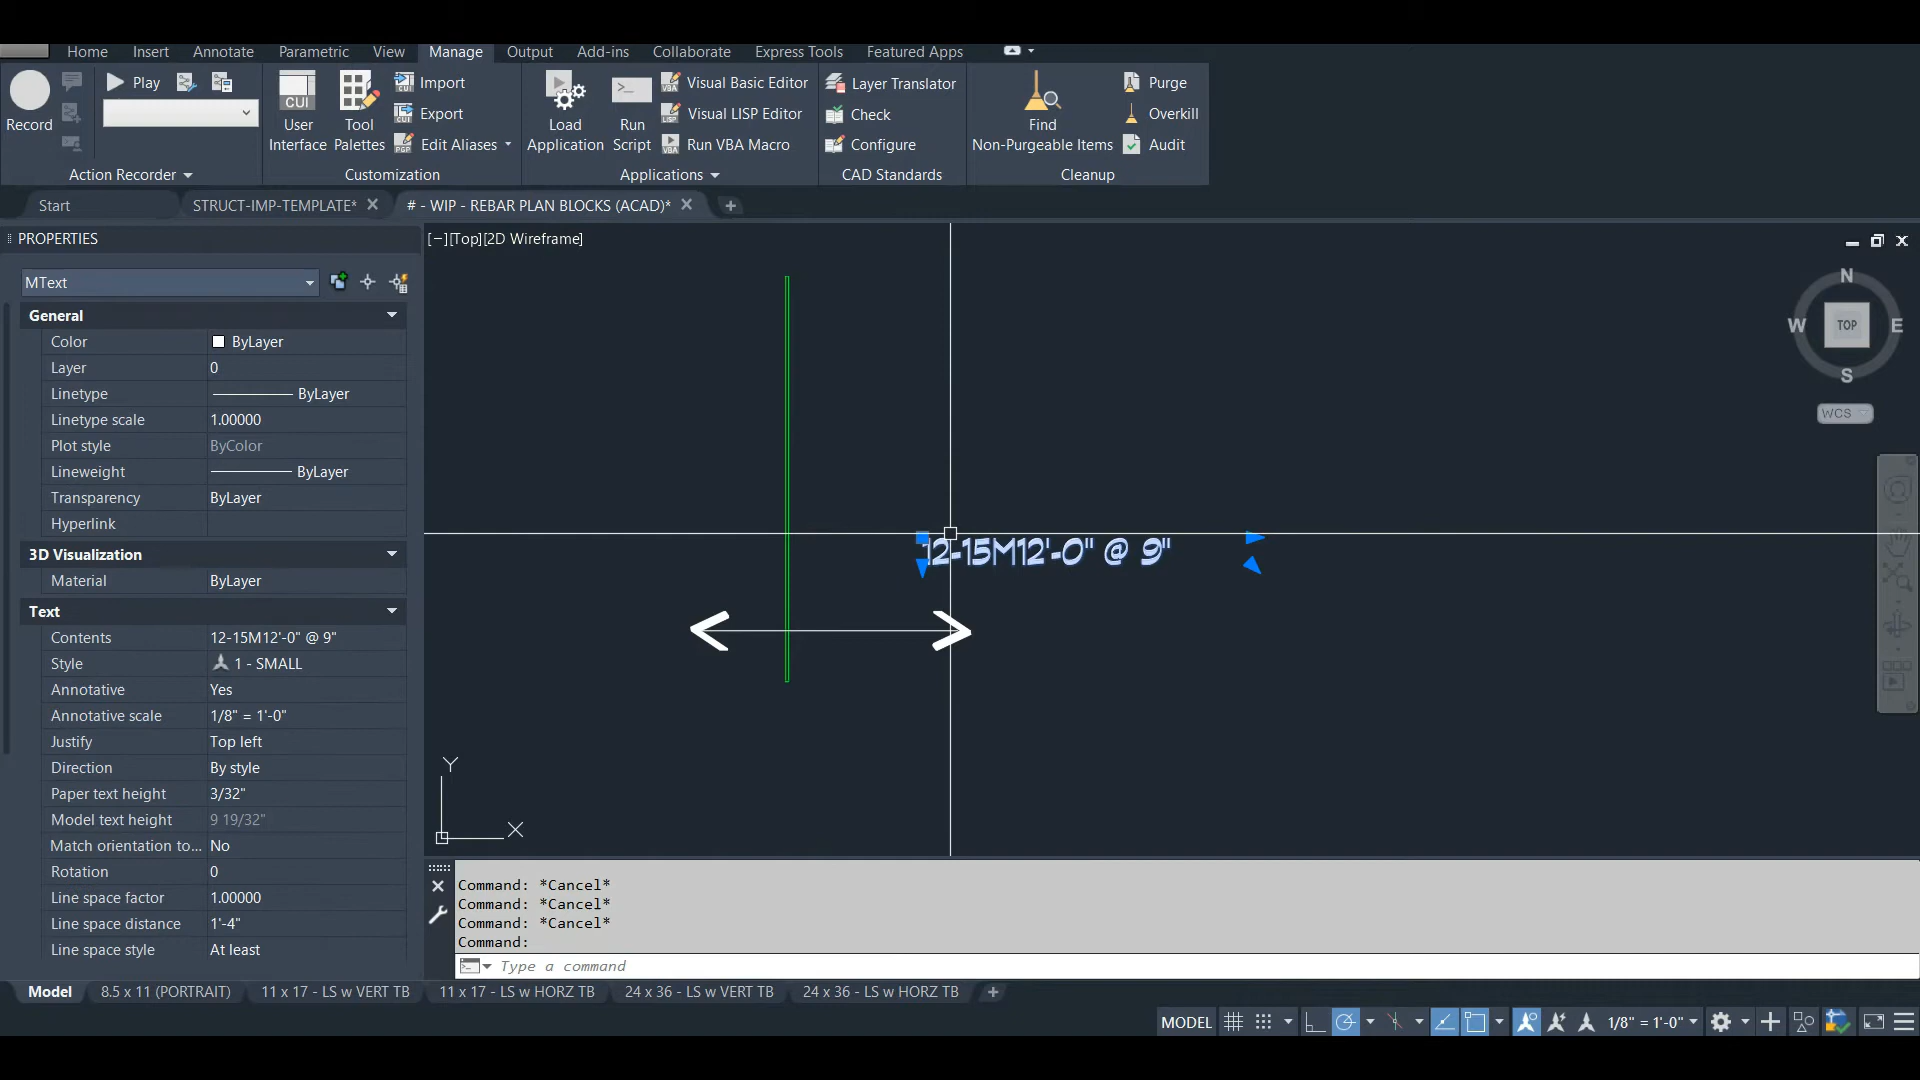 Home Insert Annotate Parametric View Manage Output Add-ins Collaborate Express Tools Featured Apps
Record
Play
User Interface
Tool Palettes
Import
Export
Edit Aliases
Load Application
Run Script
Visual Basic Editor
Visual LISP Editor
Run VBA Macro
Layer Translator
Check
Configure
Find Non-Purgeable Items
Purge
Overkill
Audit
Action Recorder Customization Applications CAD Standards Cleanup
Start STRUCT-IMP-TEMPLATE* # - WIP - REBAR PLAN BLOCKS (ACAD)*
PROPERTIES
[−][Top][2D Wireframe]
MText
General
Color ByLayer
Layer 0
Linetype ByLayer
Linetype scale 1.00000
Plot style ByColor
Lineweight ByLayer
Transparency ByLayer
Hyperlink
3D Visualization
Material ByLayer
Text
Contents 12-15M12'-0" @ 9"
Style 1 - SMALL
Annotative Yes
Annotative scale 1/8" = 1'-0"
Justify Top left
Direction By style
Paper text height 3/32"
Model text height 9 19/32"
Match orientation to... No
Rotation 0
Line space factor 1.00000
Line space distance 1'-4"
Line space style At least
12-15M12'-0" @ 9"
Y
X
N
W TOP E
S
WCS
Command: *Cancel*
Command: *Cancel*
Command: *Cancel*
Command:
Type a command
Model 8.5 x 11 (PORTRAIT) 11 x 17 - LS w VERT TB 11 x 17 - LS w HORZ TB 24 x 36 - LS w VERT TB 24 x 36 - LS w HORZ TB
MODEL 1/8" = 1'-0"